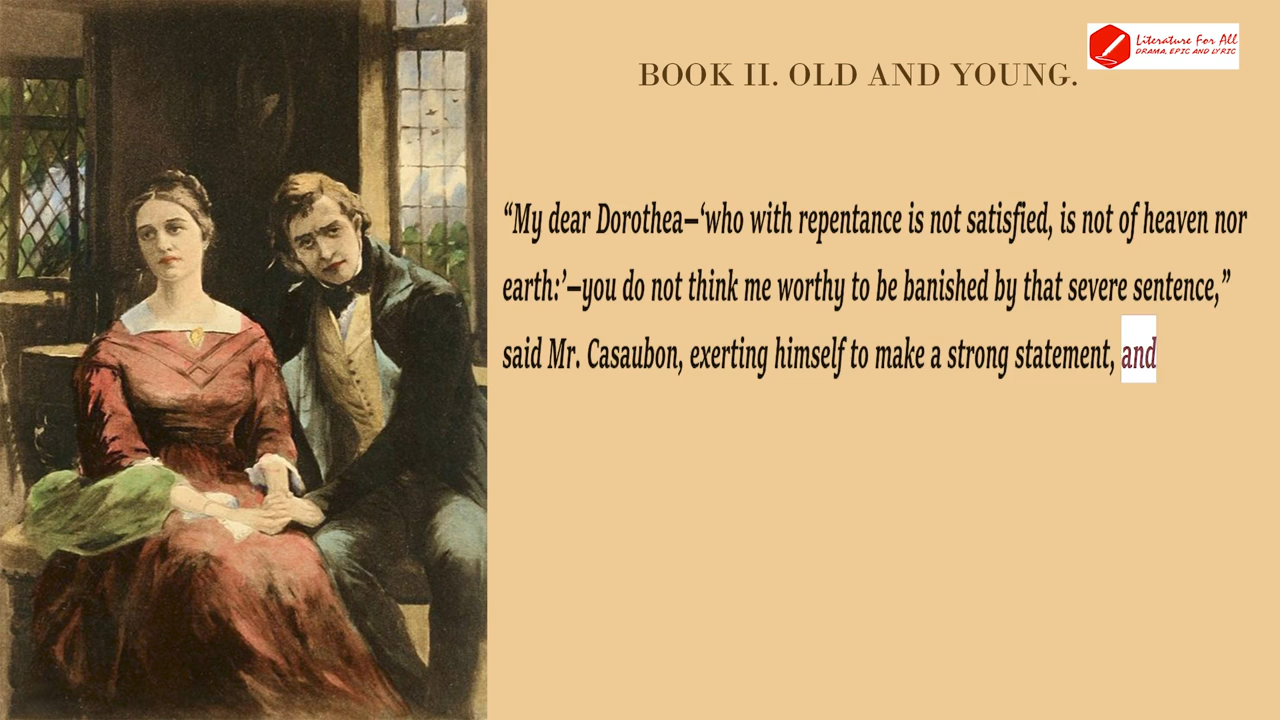 Literature For All
DRAMA, EPIC AND LYRIC
BOOK II. OLD AND YOUNG.
“My dear Dorothea—‘who with repentance is not satisfied, is not of heaven nor
earth:’—you do not think me worthy to be banished by that severe sentence,”
said Mr. Casaubon, exerting himself to make a strong statement, and